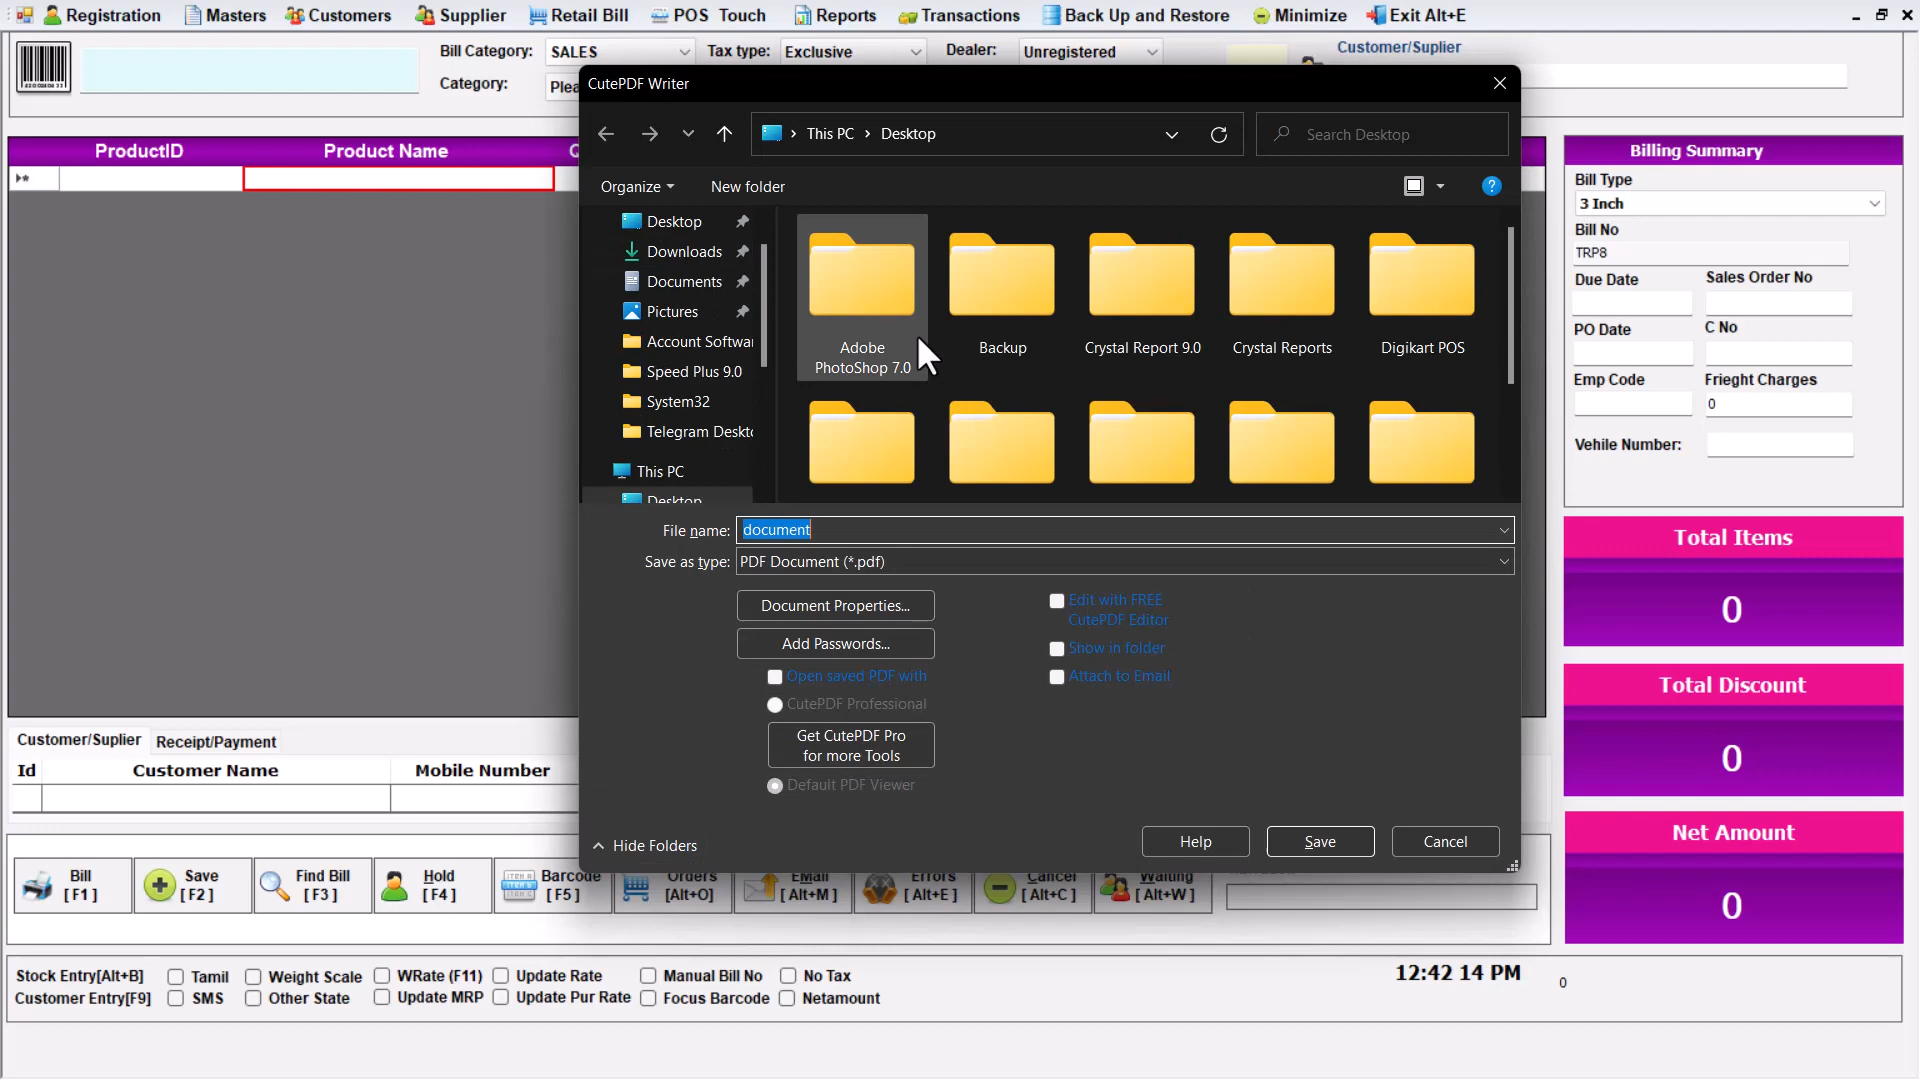 Registration Masters Customers Supplier Retail Bill POS Touch Reports Transactions Back Up and Restore Minimize Exit Alt+E
Bill Category: SALES Tax type: Exclusive Dealer: Unregistered Customer/Suplier
Category: Plea
CutePDF Writer
This PC > Desktop
Search Desktop
Organize
New folder
Desktop
Downloads
Documents
Pictures
Account Softwa
Speed Plus 9.0
System32
Telegram Deskt
This PC
Desktop
Adobe
PhotoShop 7.0
Backup
Crystal Report 9.0
Crystal Reports
Digikart POS
File name: document
Save as type: PDF Document (*.pdf)
Document Properties...
Add Passwords...
Open saved PDF with
CutePDF Professional
Get CutePDF Pro
for more Tools
Default PDF Viewer
Edit with FREE
CutePDF Editor
Show in folder
Attach to Email
Hide Folders
Help
Save
Cancel
ProductID Product Name Q
Billing Summary
Bill Type
3 Inch
Bill No
TRP8
Due Date Sales Order No
PO Date C No
Emp Code Frieght Charges
0
Vehile Number:
Total Items
0
Total Discount
0
Net Amount
0
Customer/Suplier Receipt/Payment
Id Customer Name Mobile Number
Bill
[F1]
Save
[F2]
Find Bill
[F3]
Hold
[F4]
Barcode
[F5]
Orders
[Alt+O]
EMail
[Alt+M]
Errors
[Alt+E]
Cancel
[Alt+C]
Waiting
[Alt+W]
Stock Entry[Alt+B] Tamil Weight Scale WRate (F11) Update Rate Manual Bill No No Tax
Customer Entry[F9] SMS Other State Update MRP Update Pur Rate Focus Barcode Netamount
12:42 14 PM
0